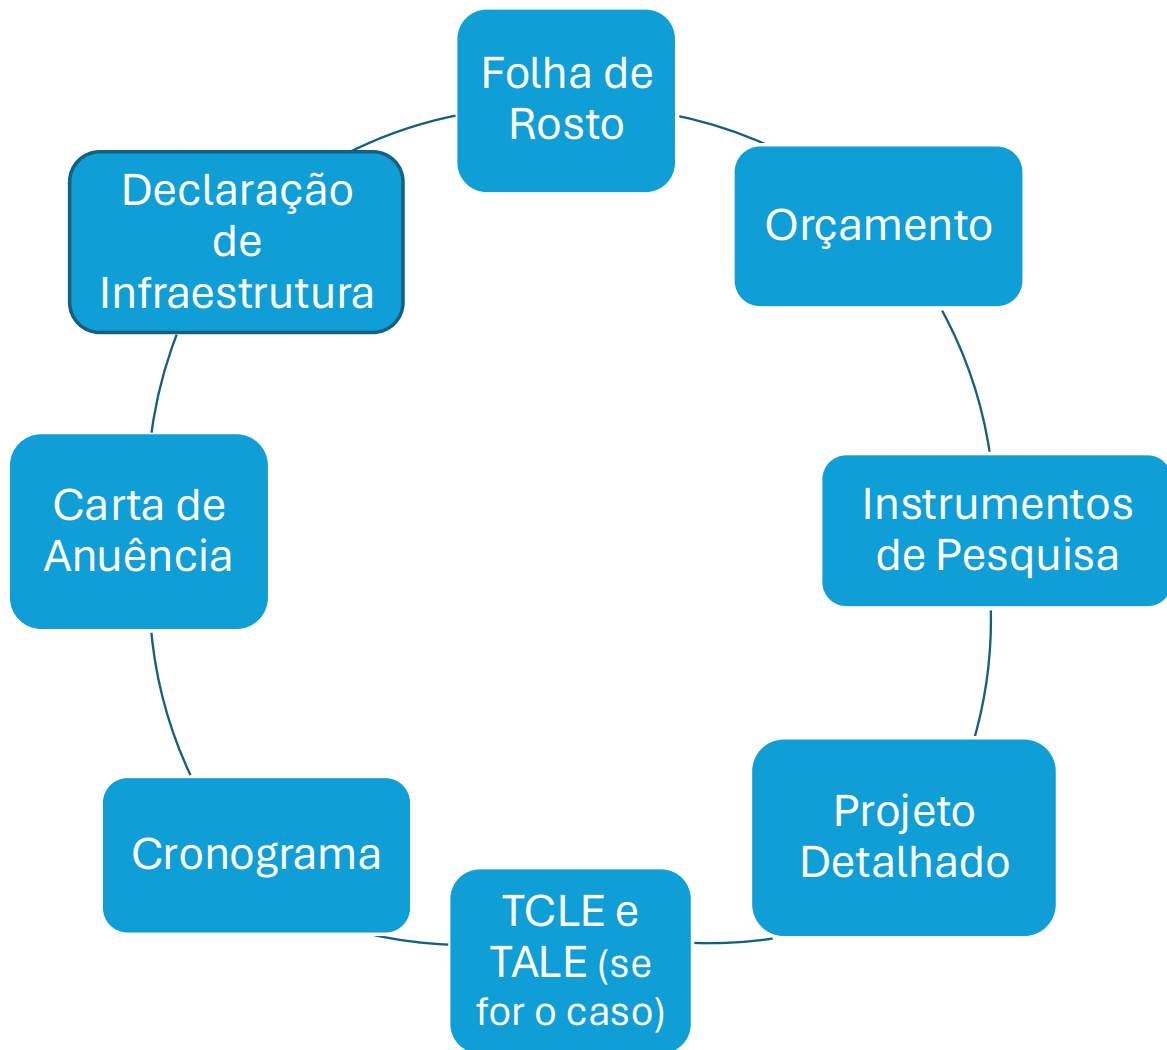 Folha de
Rosto
Orçamento
Instrumentos
de Pesquisa
Projeto
Detalhado
TCLE e
TALE (se
for o caso)
Cronograma
Carta de
Anuência
Declaração
de
Infraestrutura